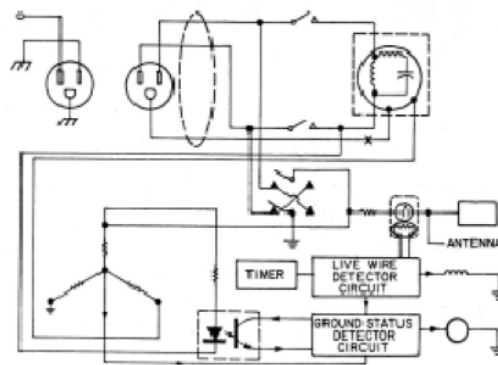 ANTENNA
TIMER
LIVE WIRE
DETECTOR
CIRCUIT
GROUND-STATUS
DETECTOR
CIRCUIT